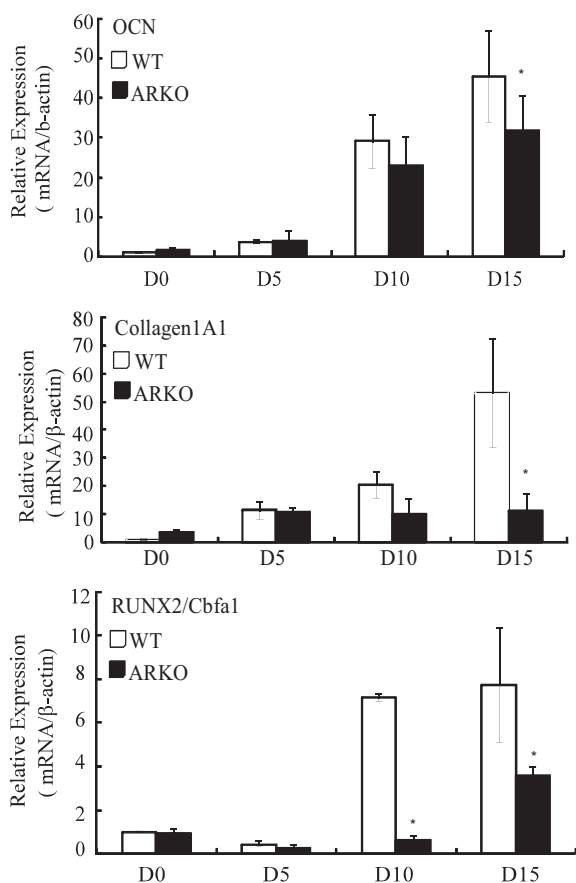 OCN
WT
ARKO
Relative Expression
( mRNA/b-actin)
60
50
40
30
20
10
0
*
D0 D5 D10 D15
Collagen1A1
WT
ARKO
Relative Expression
( mRNA/β-actin)
80
70
60
50
40
30
20
10
0
*
D0 D5 D10 D15
RUNX2/Cbfa1
WT
ARKO
Relative Expression
( mRNA/β-actin)
12
10
8
6
4
2
0
*
*
D0 D5 D10 D15